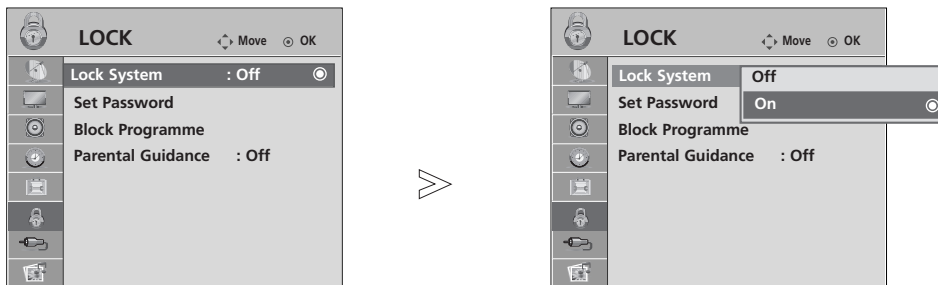 LOCK Move OK
Lock System : Off
Set Password
Block Programme
Parental Guidance : Off
LOCK Move OK
Lock System Off
Set Password On
Block Programme
Parental Guidance : Off